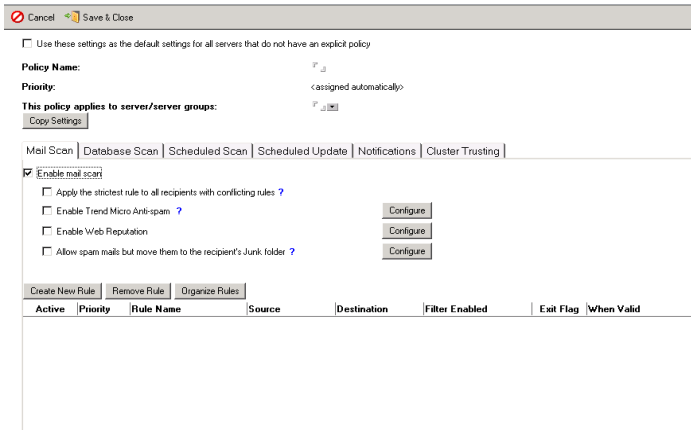 Cancel Save & Close
Use these settings as the default settings for all servers that do not have an explicit policy
Policy Name:
Priority: <assigned automatically>
This policy applies to server/server groups:
Copy Settings
Mail Scan Database Scan Scheduled Scan Scheduled Update Notifications Cluster Trusting
Enable mail scan
Apply the strictest rule to all recipients with conflicting rules ?
Enable Trend Micro Anti-spam ? Configure
Enable Web Reputation Configure
Allow spam mails but move them to the recipient's Junk folder ? Configure
Create New Rule Remove Rule Organize Rules
Active Priority Rule Name Source Destination Filter Enabled Exit Flag When Valid